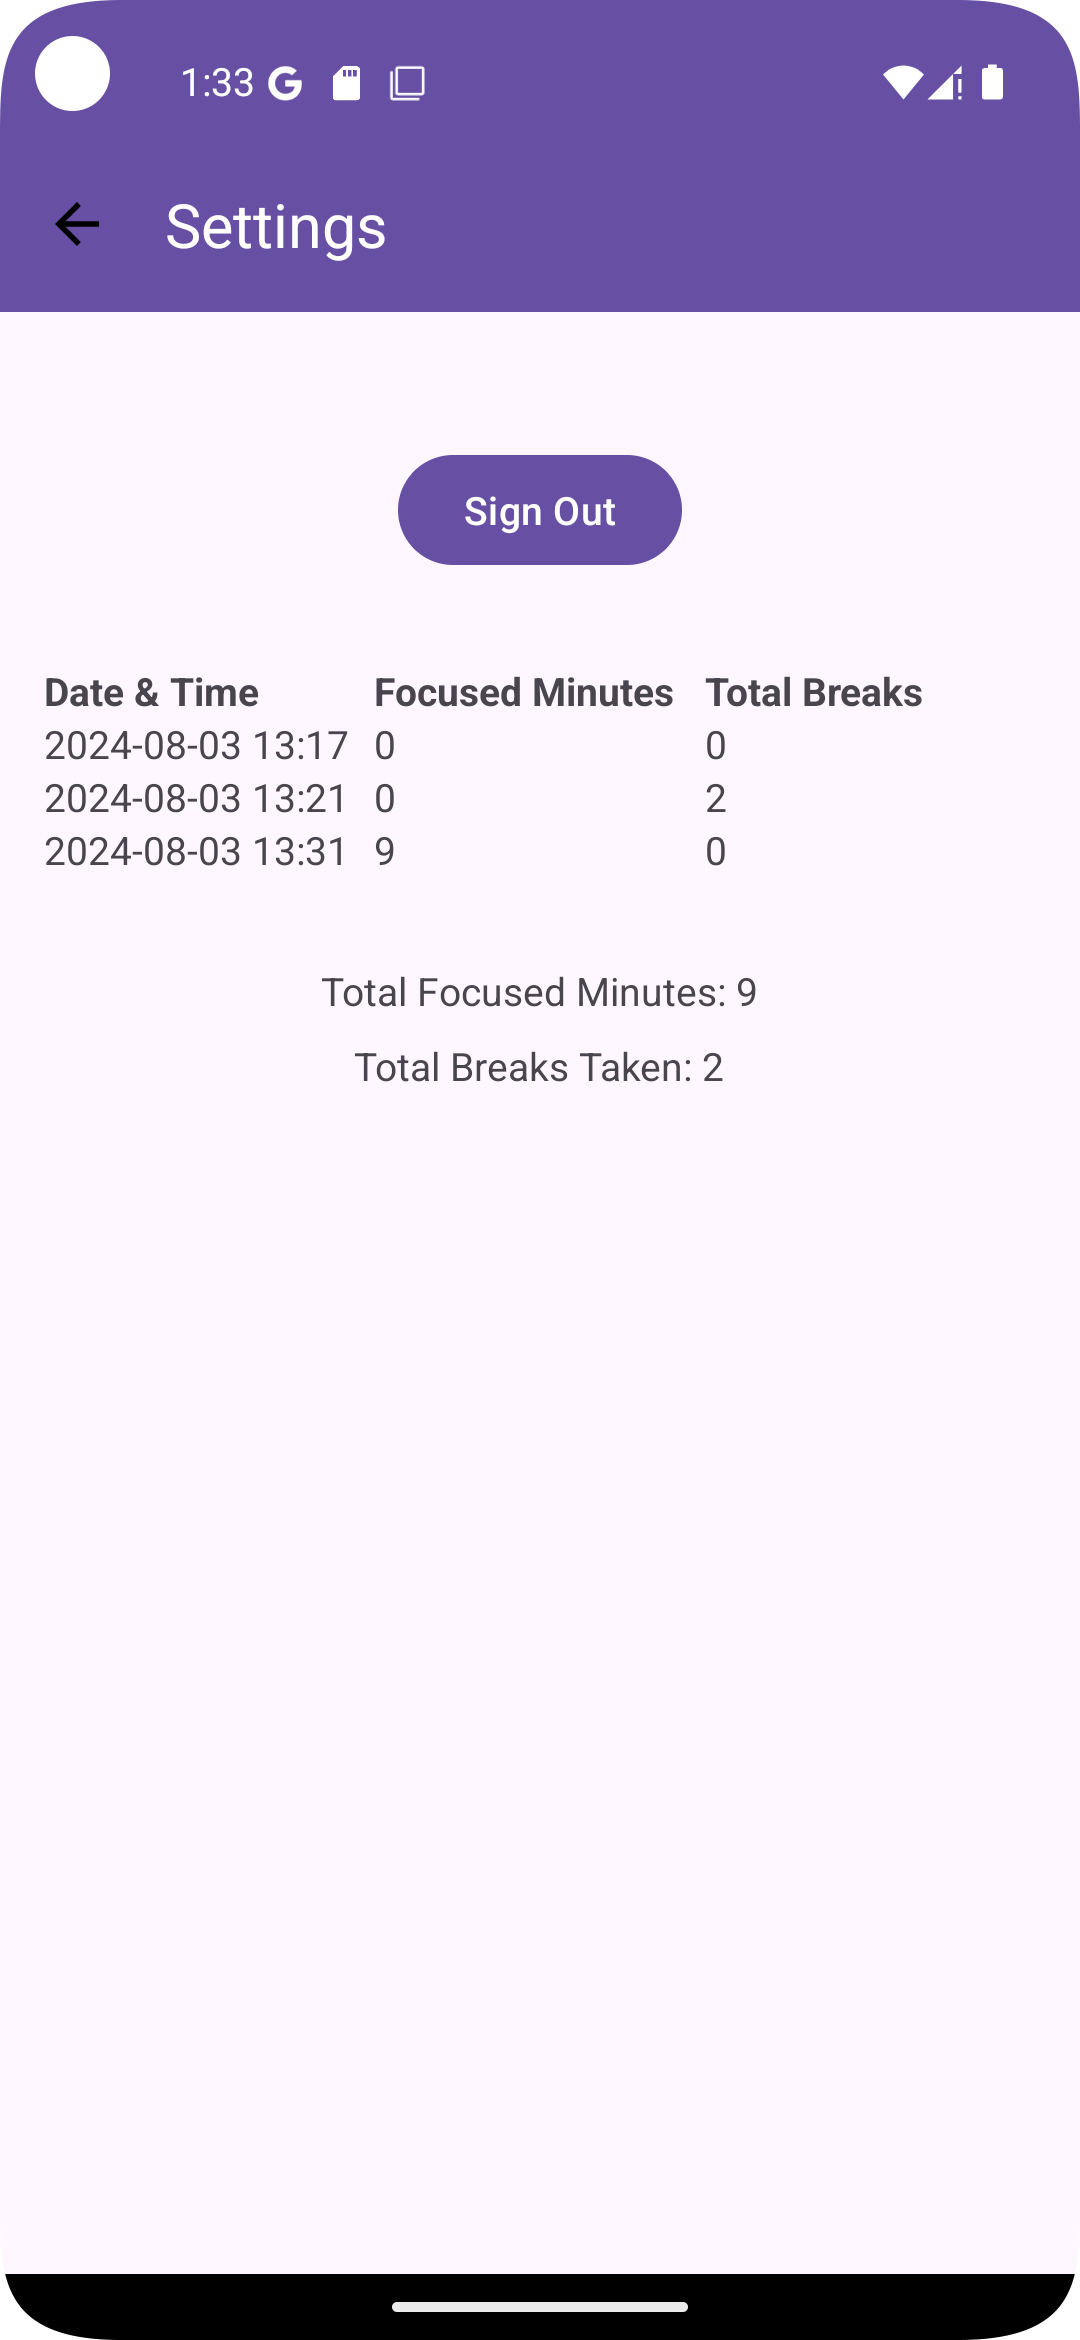 1:33
Settings
Sign Out
Date & Time Focused Minutes Total Breaks
2024-08-03 13:17 0 0
2024-08-03 13:21 0 2
2024-08-03 13:31 9 0
Total Focused Minutes: 9
Total Breaks Taken: 2